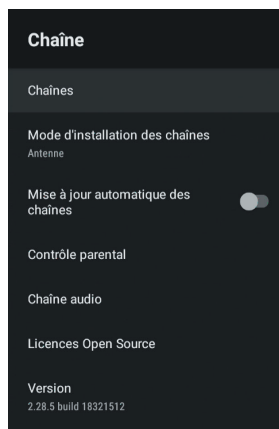 Chaîne
Chaînes
Mode d'installation des chaînes
Antenne
Mise à jour automatique des
chaînes
Contrôle parental
Chaîne audio
Licences Open Source
Version
2.28.5 build 18321512